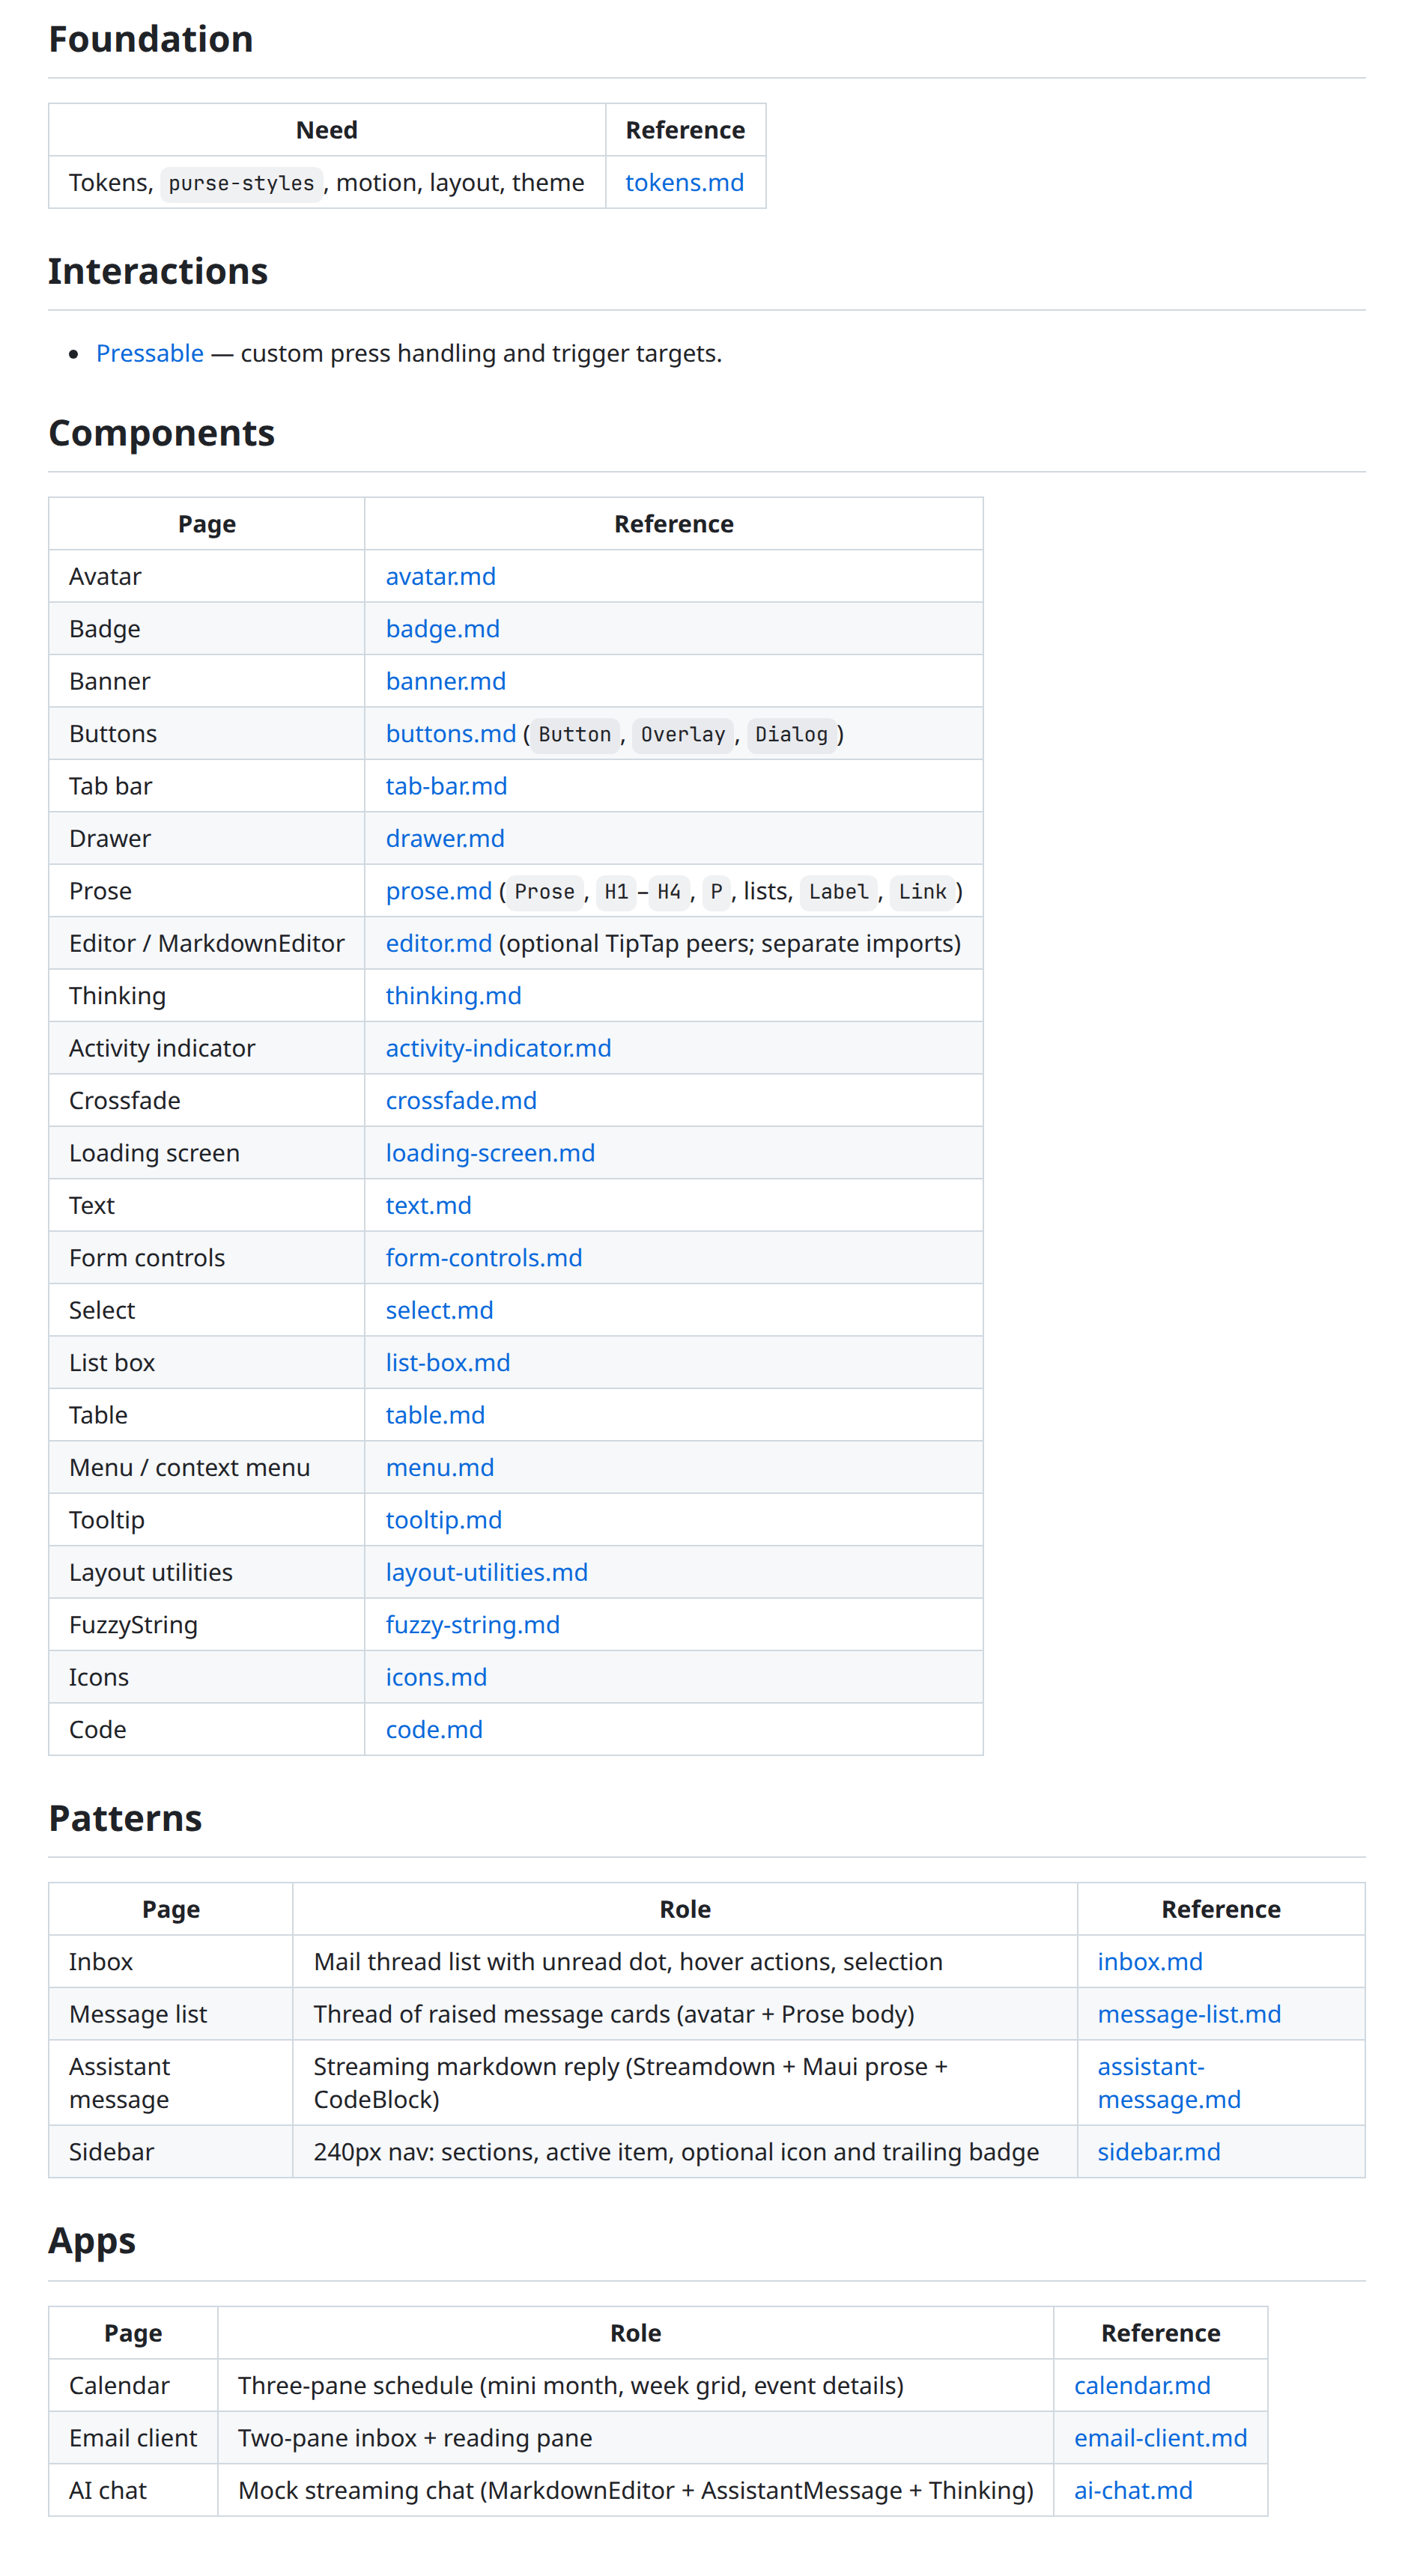 Foundation
Need Reference
Tokens, purse-styles, motion, layout, theme tokens.md
Interactions
• Pressable — custom press handling and trigger targets.
Components
Page Reference
Avatar avatar.md
Badge badge.md
Banner banner.md
Buttons buttons.md (Button, Overlay, Dialog)
Tab bar tab-bar.md
Drawer drawer.md
Prose prose.md (Prose, H1–H4, P, lists, Label, Link)
Editor / MarkdownEditor editor.md (optional TipTap peers; separate imports)
Thinking thinking.md
Activity indicator activity-indicator.md
Crossfade crossfade.md
Loading screen loading-screen.md
Text text.md
Form controls form-controls.md
Select select.md
List box list-box.md
Table table.md
Menu / context menu menu.md
Tooltip tooltip.md
Layout utilities layout-utilities.md
FuzzyString fuzzy-string.md
Icons icons.md
Code code.md
Patterns
Page Role Reference
Inbox Mail thread list with unread dot, hover actions, selection inbox.md
Message list Thread of raised message cards (avatar + Prose body) message-list.md
Assistant Streaming markdown reply (Streamdown + Maui prose + assistant-
message CodeBlock) message.md
Sidebar 240px nav: sections, active item, optional icon and trailing badge sidebar.md
Apps
Page Role Reference
Calendar Three-pane schedule (mini month, week grid, event details) calendar.md
Email client Two-pane inbox + reading pane email-client.md
AI chat Mock streaming chat (MarkdownEditor + AssistantMessage + Thinking) ai-chat.md